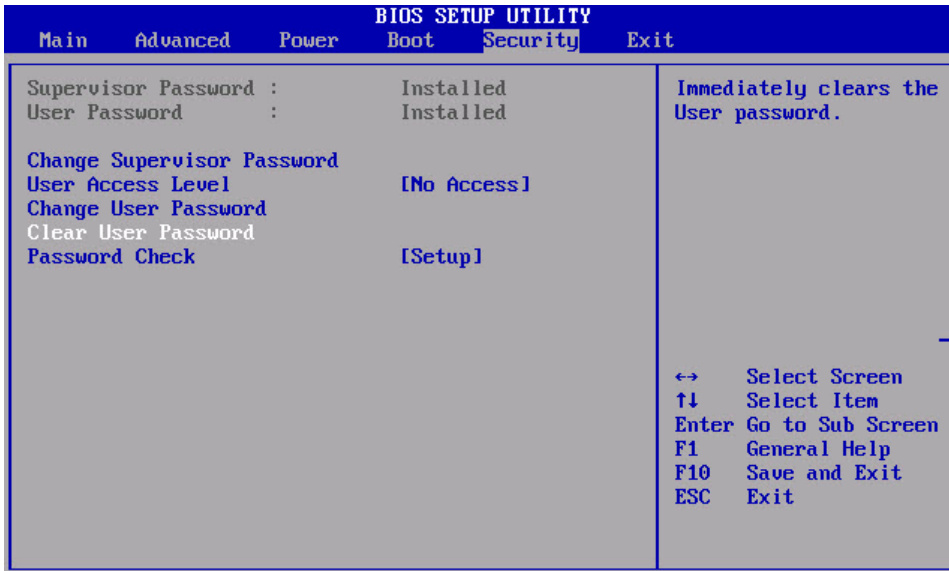 BIOS SETUP UTILITY
Main Advanced Power Boot Security Exit
Supervisor Password : Installed
User Password : Installed
Change Supervisor Password
User Access Level [No Access]
Change User Password
Clear User Password
Password Check [Setup]
Immediately clears the
User password.
←→ Select Screen
↑↓ Select Item
Enter Go to Sub Screen
F1 General Help
F10 Save and Exit
ESC Exit